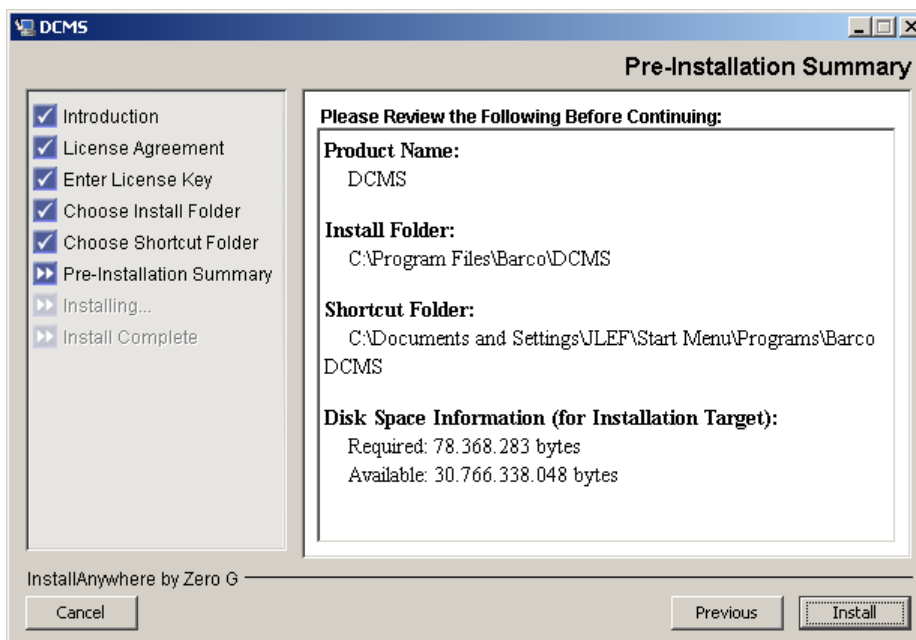 DCMS
Pre-Installation Summary
Introduction
License Agreement
Enter License Key
Choose Install Folder
Choose Shortcut Folder
Pre-Installation Summary
Installing...
Install Complete
Please Review the Following Before Continuing:
Product Name:
DCMS
Install Folder:
C:\Program Files\Barco\DCMS
Shortcut Folder:
C:\Documents and Settings\JLEF\Start Menu\Programs\Barco
DCMS
Disk Space Information (for Installation Target):
Required: 78.368.283 bytes
Available: 30.766.338.048 bytes
InstallAnywhere by Zero G
Cancel
Previous
Install